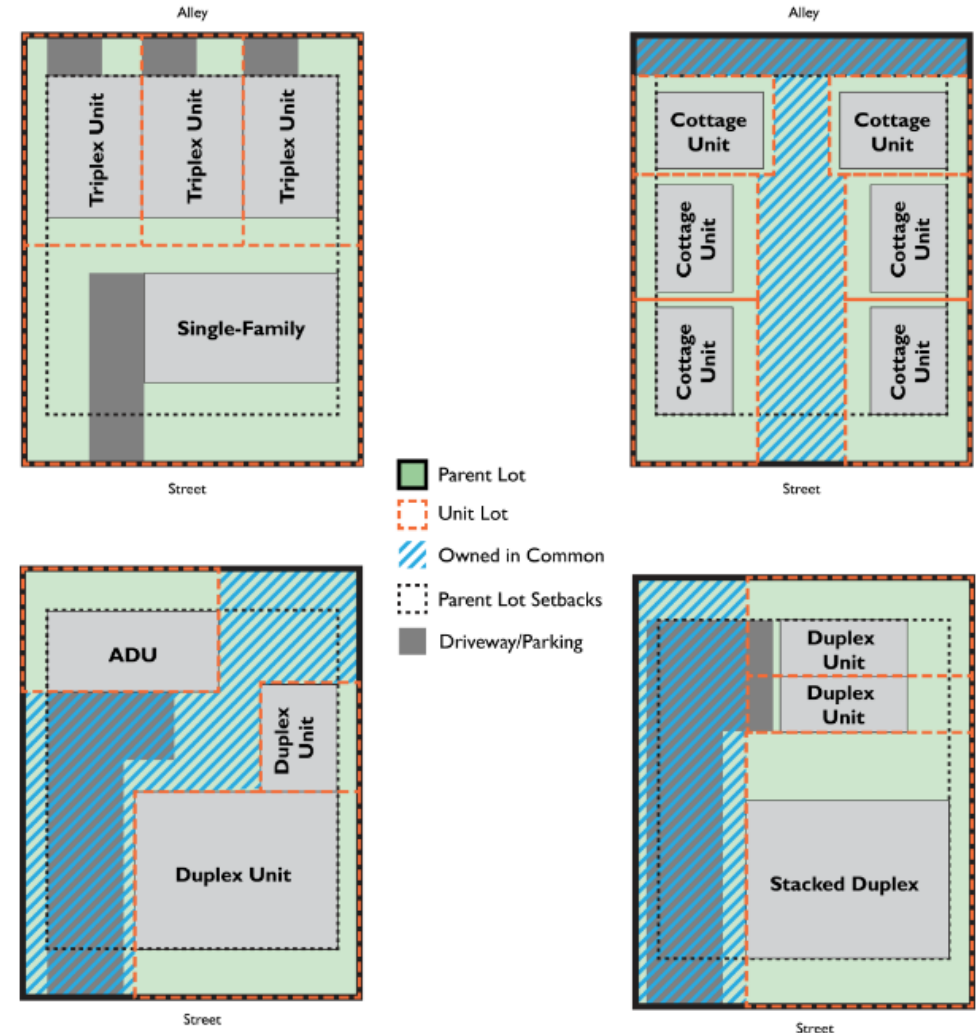 Alley
Triplex Unit
Triplex Unit
Triplex Unit
Single-Family
Street
Alley
Cottage
Unit
Cottage
Unit
Cottage
Unit
Cottage
Unit
Cottage
Unit
Cottage
Unit
Street
Parent Lot
Unit Lot
Owned in Common
Parent Lot Setbacks
Driveway/Parking
ADU
Duplex
Unit
Duplex Unit
Street
Duplex
Unit
Duplex
Unit
Stacked Duplex
Street